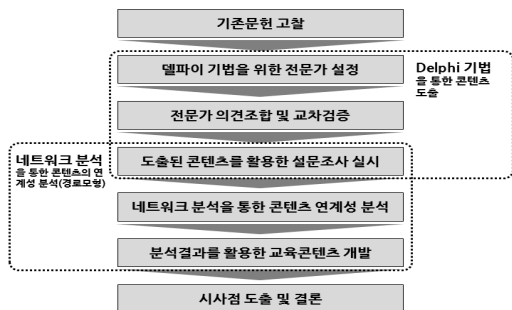 기존문헌 고찰
델파이 기법을 위한 전문가 설정
Delphi 기법
을 통한 콘텐츠
도출
전문가 의견조합 및 교차검증
네트워크 분석
을 통한 콘텐츠의 연
계성 분석(경로모형)
도출된 콘텐츠를 활용한 설문조사 실시
네트워크 분석을 통한 콘텐츠 연계성 분석
분석결과를 활용한 교육콘텐츠 개발
시사점 도출 및 결론